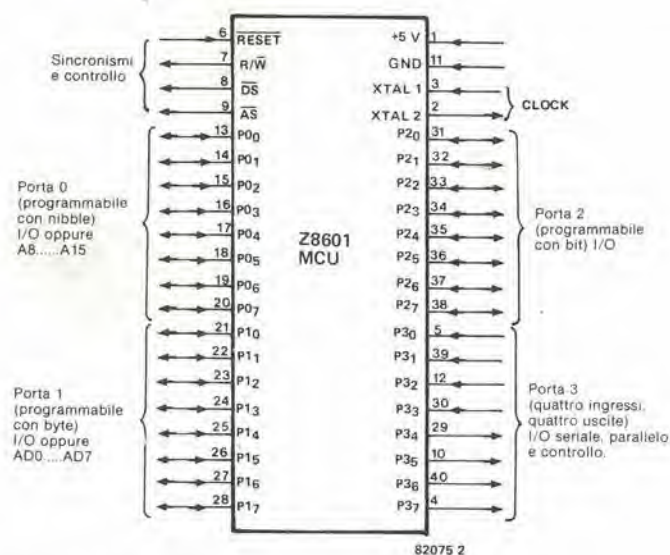 Sincronismi
e controllo
Porta 0
(programmabile
con nibble)
I/O oppure
A8......A15
Porta 1
(programmabile
con byte)
I/O oppure
AD0....AD7
6 RESET
7 R/W
8 DS
9 AS
13 P00
14 P01
15 P02
16 P03
17 P04
18 P05
19 P06
20 P07
21 P10
22 P11
23 P12
24 P13
25 P14
26 P15
27 P16
28 P17
Z8601
MCU
+5 V 1
GND 11
XTAL 1 3
XTAL 2 2
P20 31
P21 32
P22 33
P23 34
P24 35
P25 36
P26 37
P27 38
P30 5
P31 39
P32 12
P33 30
P34 29
P35 10
P36 40
P37 4
CLOCK
Porta 2
(programmabile
con bit) I/O
Porta 3
(quattro ingressi,
quattro uscite)
I/O seriale, parallelo
e controllo.
82075 2